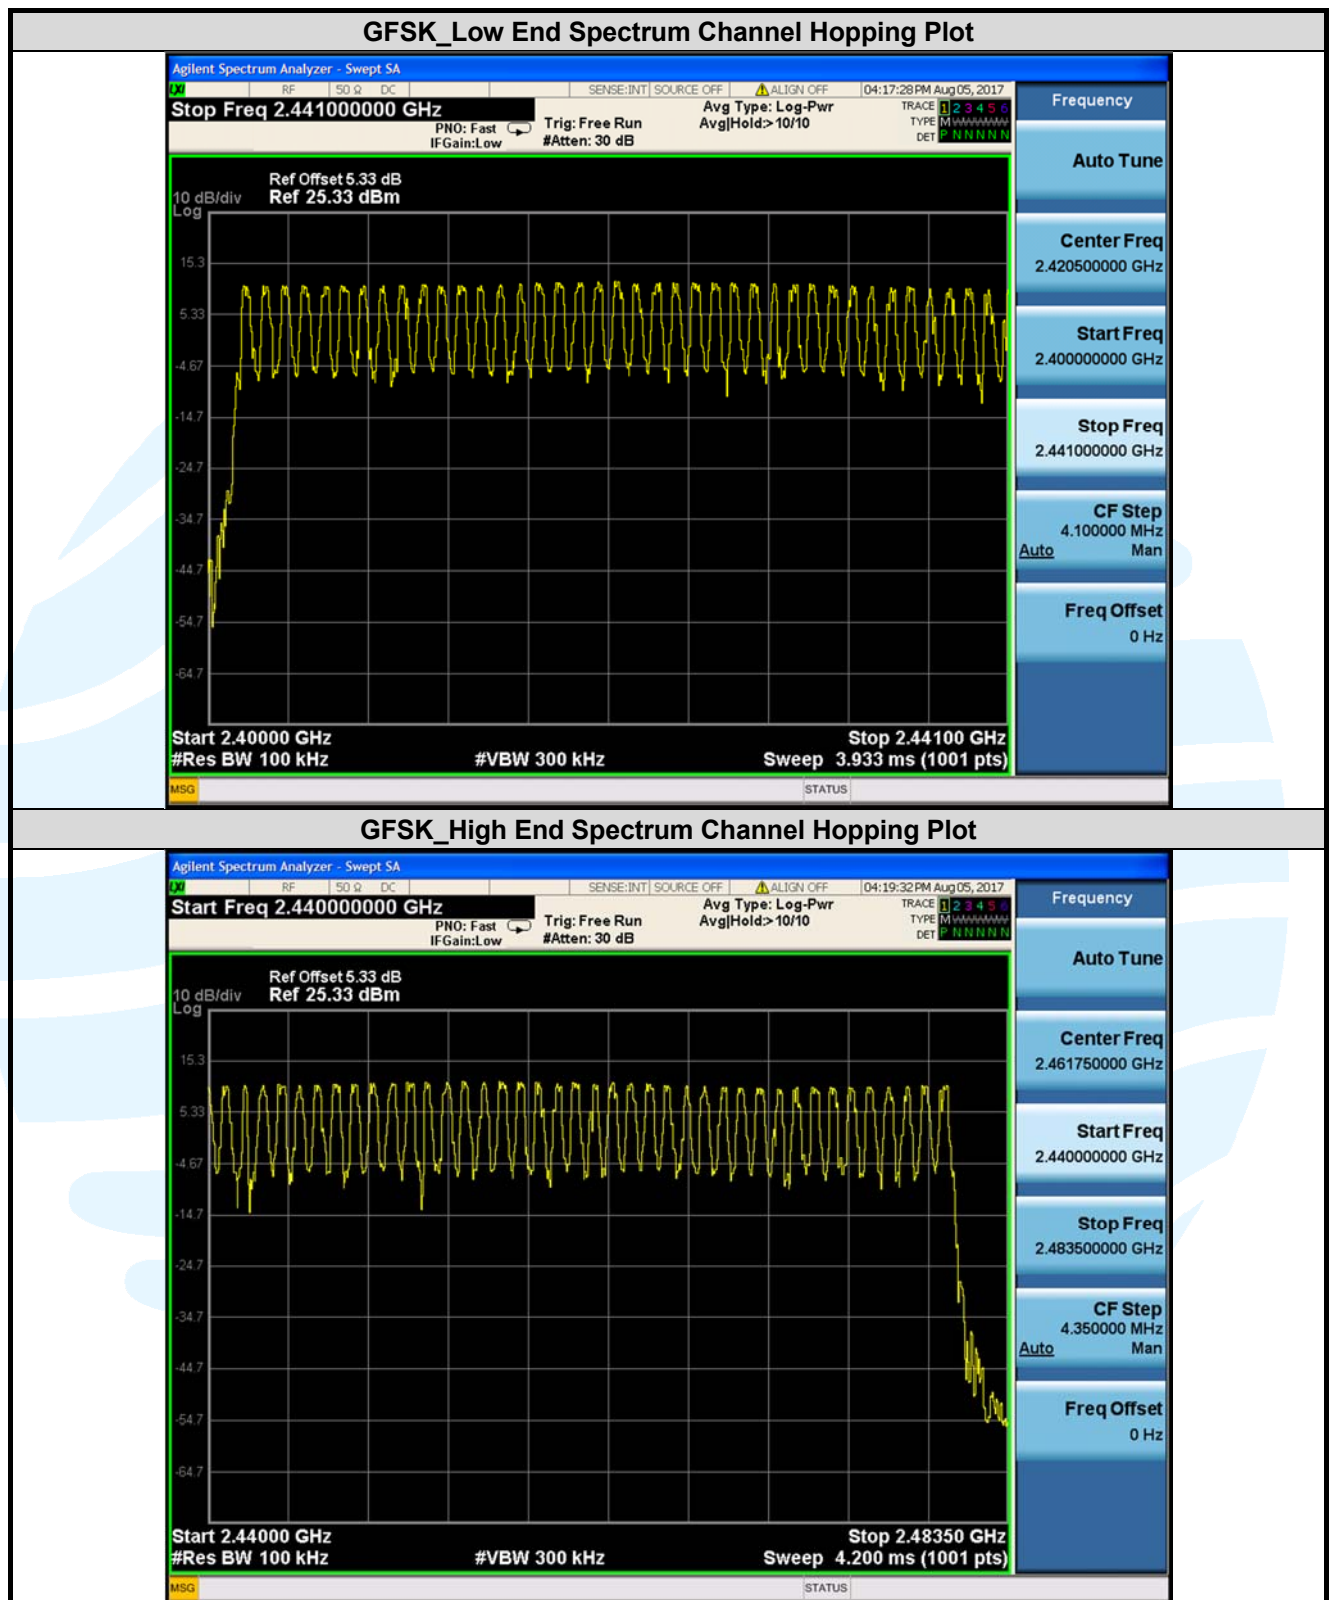 GFSK_Low End Spectrum Channel Hopping Plot
Agilent Spectrum Analyzer - Swept SA
LXI RF 50 Ω DC SENSE:INT SOURCE OFF ALIGN OFF 04:17:28 PM Aug 05, 2017
Stop Freq 2.441000000 GHz
PNO: Fast
IFGain:Low
Trig: Free Run
#Atten: 30 dB
Avg Type: Log-Pwr
Avg|Hold:> 10/10
TRACE 1 2 3 4 5 6
TYPE M
DET P N N N N N
Frequency
Auto Tune
Ref Offset 5.33 dB
10 dB/div Ref 25.33 dBm
Log
15.3
5.33
-4.67
-14.7
-24.7
-34.7
-44.7
-54.7
-64.7
Center Freq
2.420500000 GHz
Start Freq
2.400000000 GHz
Stop Freq
2.441000000 GHz
CF Step
4.100000 MHz
Auto Man
Freq Offset
0 Hz
Start 2.40000 GHz Stop 2.44100 GHz
#Res BW 100 kHz #VBW 300 kHz Sweep 3.933 ms (1001 pts)
MSG STATUS
GFSK_High End Spectrum Channel Hopping Plot
Agilent Spectrum Analyzer - Swept SA
LXI RF 50 Ω DC SENSE:INT SOURCE OFF ALIGN OFF 04:19:32 PM Aug 05, 2017
Start Freq 2.440000000 GHz
PNO: Fast
IFGain:Low
Trig: Free Run
#Atten: 30 dB
Avg Type: Log-Pwr
Avg|Hold:> 10/10
TRACE 1 2 3 4 5 6
TYPE M
DET P N N N N N
Frequency
Auto Tune
Ref Offset 5.33 dB
10 dB/div Ref 25.33 dBm
Log
15.3
5.33
-4.67
-14.7
-24.7
-34.7
-44.7
-54.7
-64.7
Center Freq
2.461750000 GHz
Start Freq
2.440000000 GHz
Stop Freq
2.483500000 GHz
CF Step
4.350000 MHz
Auto Man
Freq Offset
0 Hz
Start 2.44000 GHz Stop 2.48350 GHz
#Res BW 100 kHz #VBW 300 kHz Sweep 4.200 ms (1001 pts)
MSG STATUS